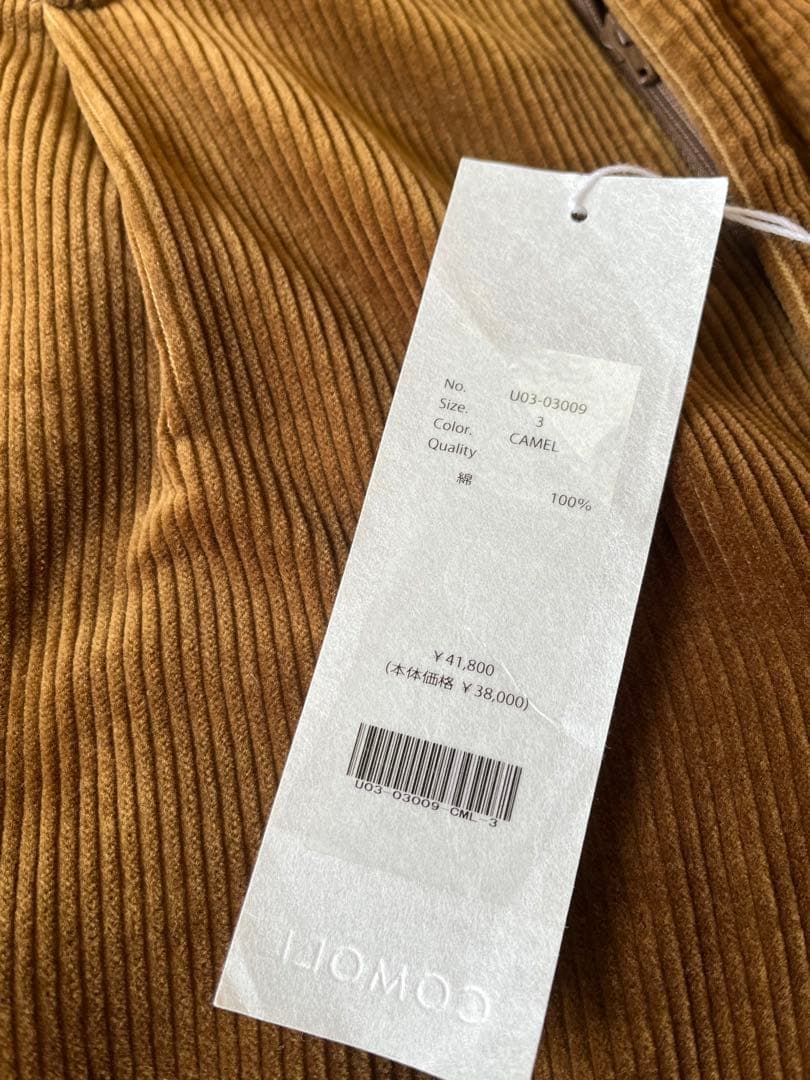 No. U03-03009
Size. 3
Color. CAMEL
Quality
綿 100%
¥41,800
(本体価格 ¥38,000)
U03-03009-CML-3
COMOLI